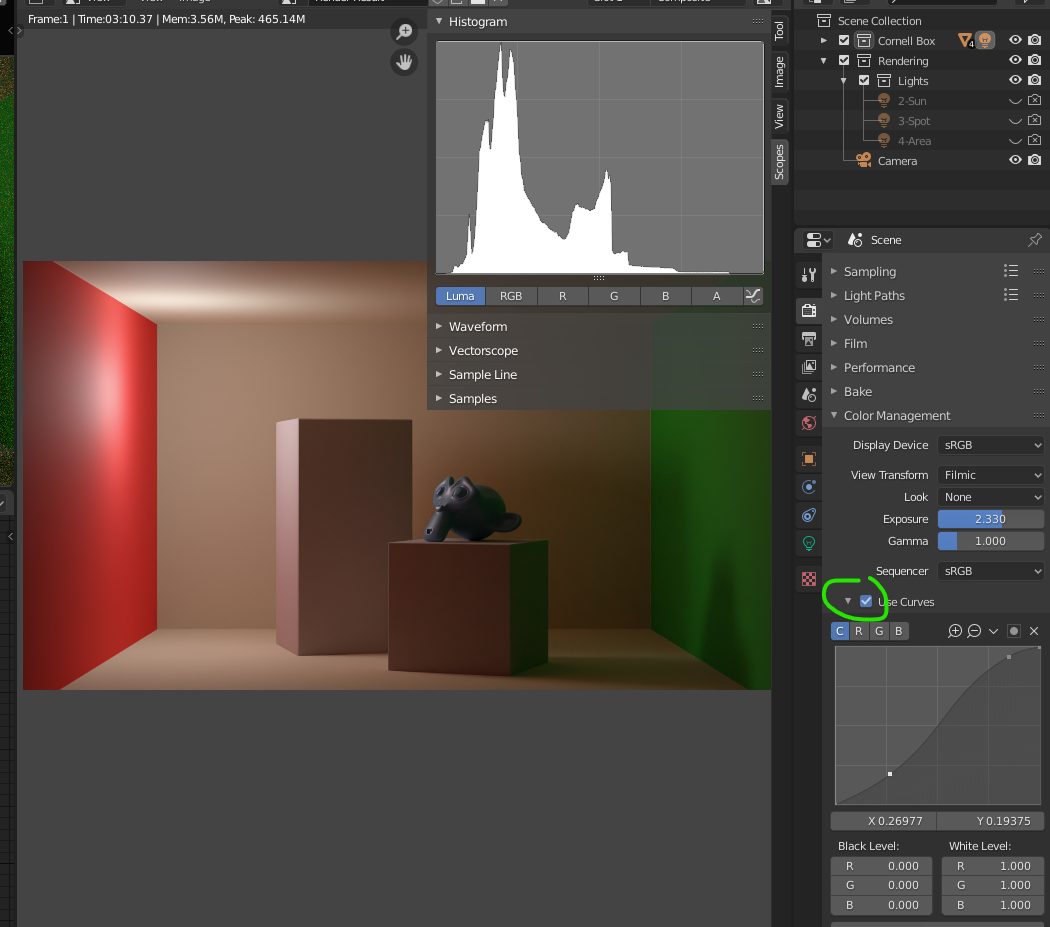 Frame:1 | Time:03:10.37 | Mem:3.56M, Peak: 465.14M
Histogram
Luma RGB R G B A
Waveform
Vectorscope
Sample Line
Samples
Tool
Image
View
Scopes
Scene Collection
Cornell Box 4
Rendering
Lights
2-Sun
3-Spot
4-Area
Camera
Scene
Sampling
Light Paths
Volumes
Film
Performance
Bake
Color Management
Display Device sRGB
View Transform Filmic
Look None
Exposure 2.330
Gamma 1.000
Sequencer sRGB
Use Curves
C R G B
X 0.26977 Y 0.19375
Black Level: White Level:
R 0.000 R 1.000
G 0.000 G 1.000
B 0.000 B 1.000